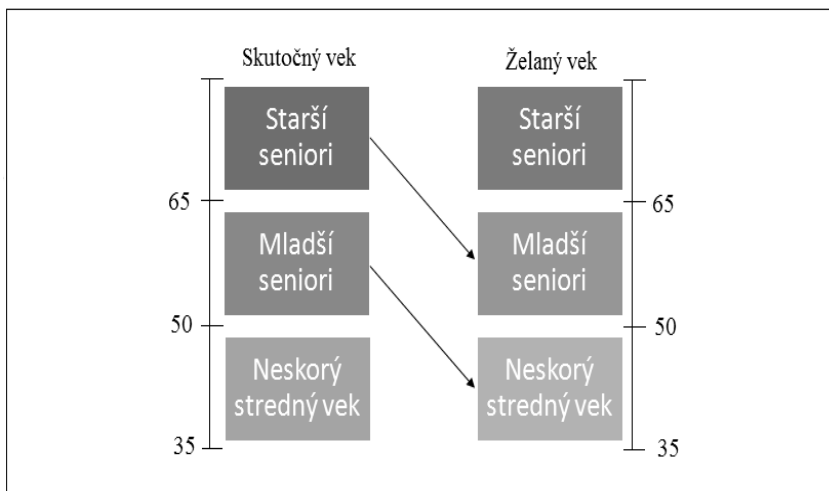 Skutočný vek
Želaný vek
Starší
seniori
Starší
seniori
65
65
Mladší
seniori
Mladší
seniori
50
50
Neskorý
stredný vek
Neskorý
stredný vek
35
35